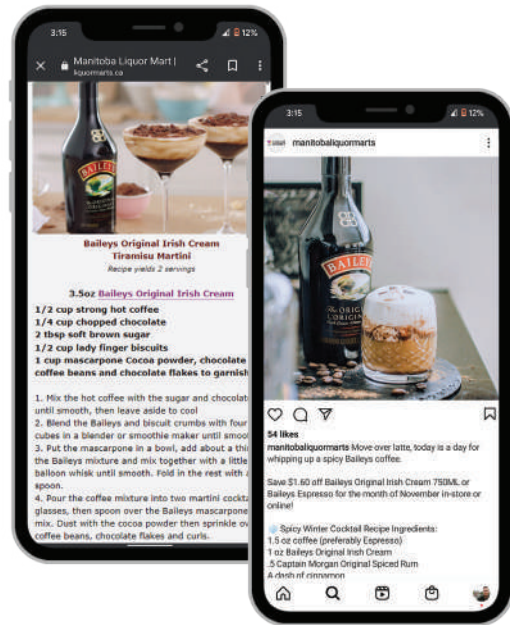 3:15
12%
Manitoba Liquor Mart |
liquormarts.ca
BAILEYS
Baileys Original Irish Cream
Tiramisu Martini
Recipe yields 2 servings
3.5oz Baileys Original Irish Cream
1/2 cup strong hot coffee
1/4 cup chopped chocolate
2 tbsp soft brown sugar
1/2 cup lady finger biscuits
1 cup mascarpone Cocoa powder, chocolate
coffee beans and chocolate flakes to garnish
1. Mix the hot coffee with the sugar and chocolat
until smooth, then leave aside to cool
2. Blend the Baileys and biscuit crumbs with four
cubes in a blender or smoothie maker until smoo
3. Put the mascarpone in a bowl, add about a thi
the Baileys mixture and mix together with a little
balloon whisk until smooth. Fold in the rest with
spoon.
4. Pour the coffee mixture into two martini cockta
glasses, then spoon over the Baileys mascarpone
mix. Dust with the cocoa powder then sprinkle ov
coffee beans, chocolate flakes and curls.
3:15
12%
manitobaliquormarts
BAILEYS
The ORIGINAL
54 likes
manitobaliquormarts Move over latte, today is a day for
whipping up a spicy Baileys coffee.
Save $1.60 off Baileys Original Irish Cream 750ML or
Baileys Espresso for the month of November in-store or
online!
Spicy Winter Cocktail Recipe Ingredients:
1.5 oz coffee (preferably Espresso)
1 oz Baileys Original Irish Cream
.5 Captain Morgan Original Spiced Rum
A dash of cinnamon